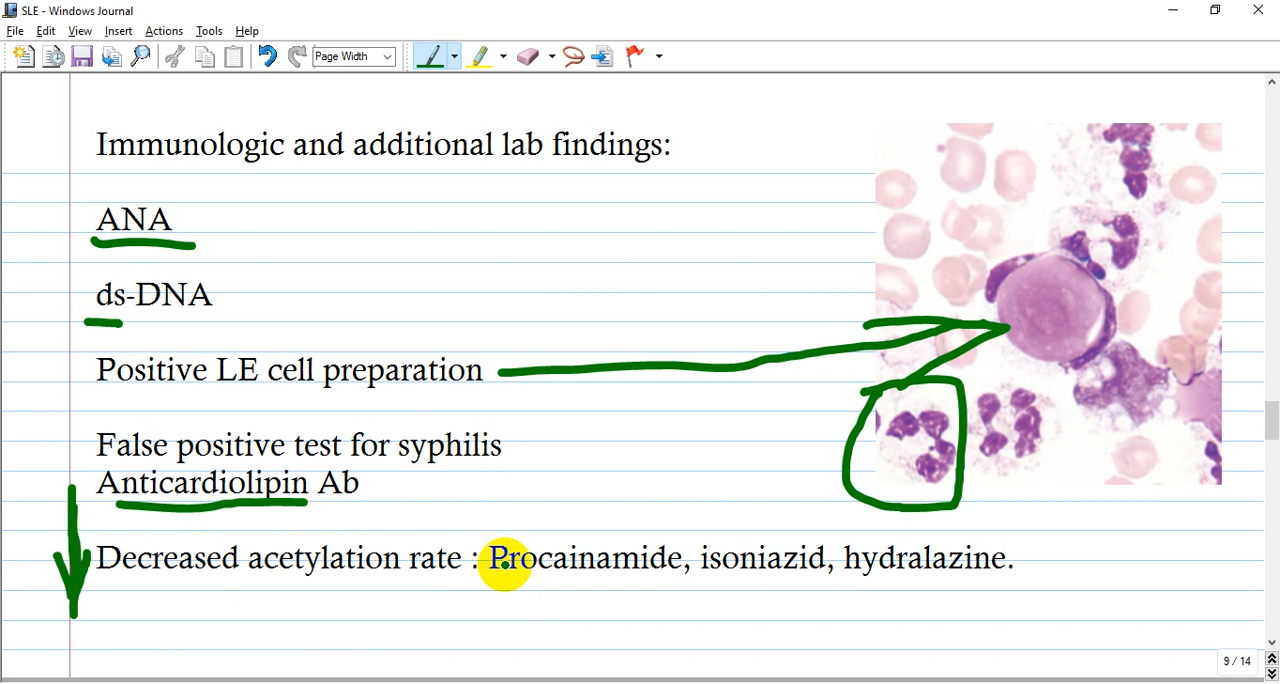 SLE - Windows Journal
File Edit View Insert Actions Tools Help
Page Width
Immunologic and additional lab findings:
ANA
ds-DNA
Positive LE cell preparation
False positive test for syphilis
Anticardiolipin Ab
Decreased acetylation rate : Procainamide, isoniazid, hydralazine.
9 / 14